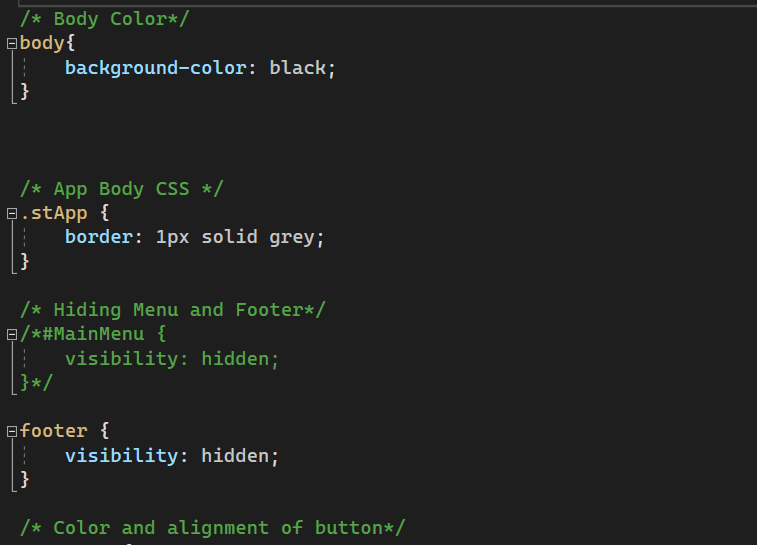 /* Body Color*/
body{
background-color: black;
}
/* App Body CSS */
.stApp {
border: 1px solid grey;
}
/* Hiding Menu and Footer*/
/*#MainMenu {
visibility: hidden;
}*/
footer {
visibility: hidden;
}
/* Color and alignment of button*/